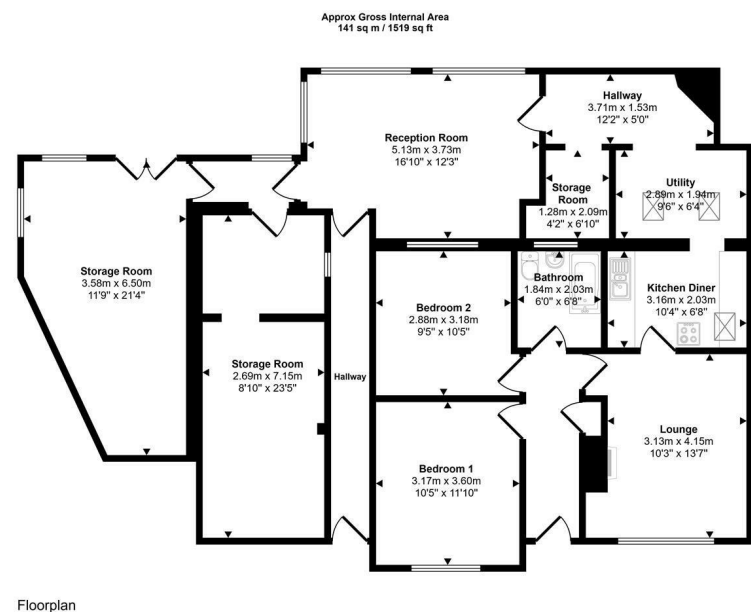 Approx Gross Internal Area
141 sq m / 1519 sq ft
Hallway
3.71m x 1.53m
12'2" x 5'0"
Reception Room
5.13m x 3.73m
16'10" x 12'3"
Storage
Room
1.28m x 2.09m
4'2" x 6'10"
Utility
2.89m x 1.94m
9'6" x 6'4"
Storage Room
3.58m x 6.50m
11'9" x 21'4"
Bathroom
1.84m x 2.03m
6'0" x 6'8"
Kitchen Diner
3.16m x 2.03m
10'4" x 6'8"
Bedroom 2
2.88m x 3.18m
9'5" x 10'5"
Storage Room
2.69m x 7.15m
8'10" x 23'5"
Hallway
Lounge
3.13m x 4.15m
10'3" x 13'7"
Bedroom 1
3.17m x 3.60m
10'5" x 11'10"
Floorplan